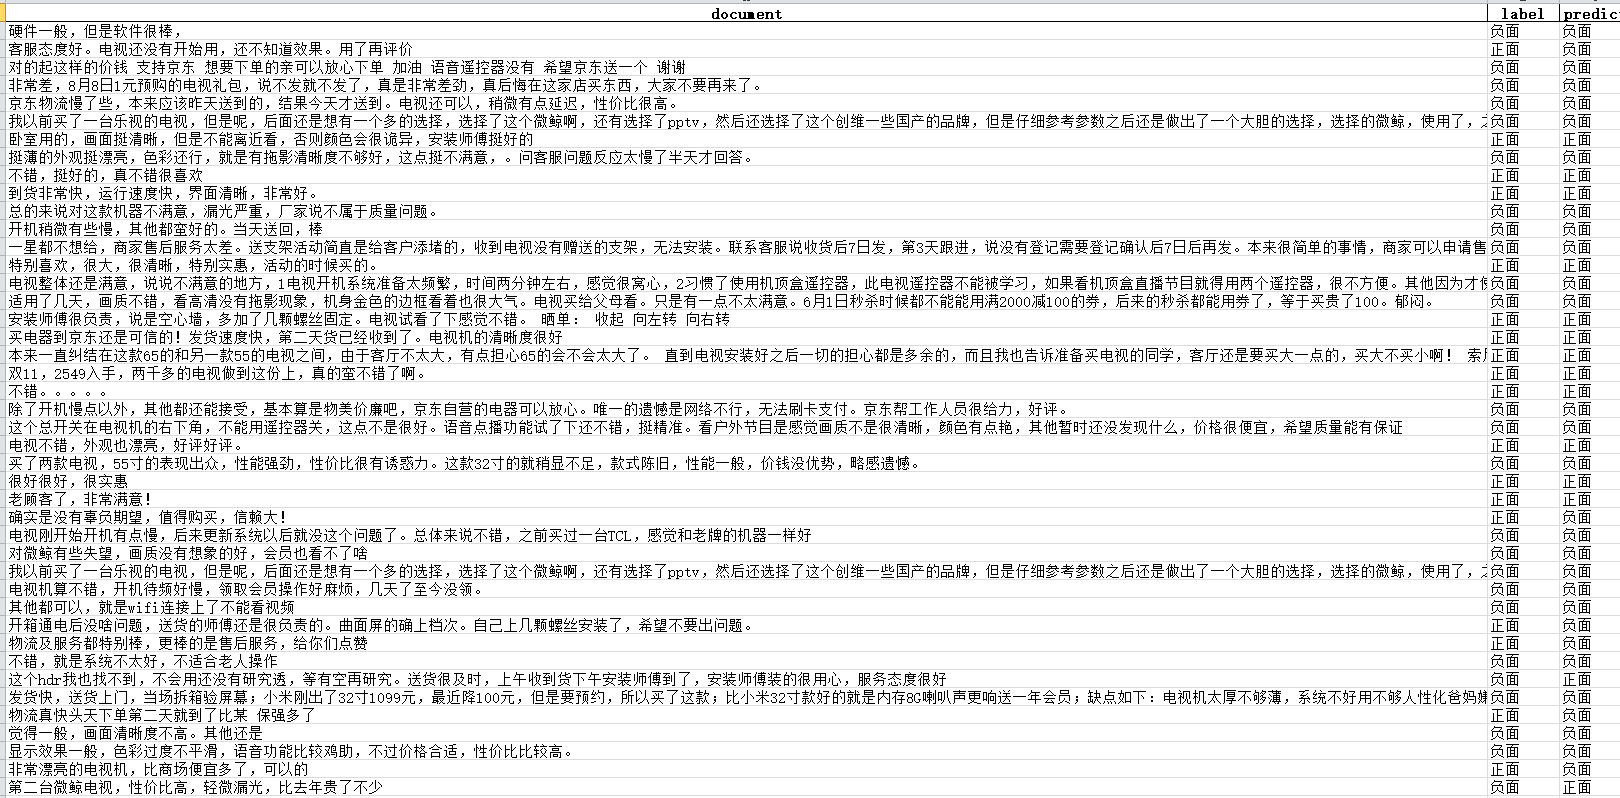 document label predic
硬件一般，但是软件很棒， 负面 负面
客服态度好。电视还没有开始用，还不知道效果。用了再评价 正面 负面
对的起这样的价钱 支持京东 想要下单的亲可以放心下单 加油 语音遥控器没有 希望京东送一个 谢谢 负面 负面
非常差，8月8日1元预购的电视礼包，说不发就不发了，真是非常差劲，真后悔在这家店买东西，大家不要再来了。 负面 负面
京东物流慢了些，本来应该昨天送到的，结果今天才送到。电视还可以，稍微有点延迟，性价比很高。 负面 负面
我以前买了一台乐视的电视，但是呢，后面还是想有一个多的选择，选择了这个微鲸啊，还有选择了pptv，然后还选择了这个创维一些国产的品牌，但是仔细参考参数之后还是做出了一个大胆的选择，选择的微鲸，使用了， 负面 负面
卧室用的，画面挺清晰，但是不能离近看，否则颜色会很诡异，安装师傅挺好的 正面 正面
挺薄的外观挺漂亮，色彩还行，就是有拖影清晰度不够好，这点挺不满意，。问客服问题反应太慢了半天才回答。 负面 负面
不错，挺好的，真不错很喜欢 正面 正面
到货非常快，运行速度快，界面清晰，非常好。 正面 正面
总的来说对这款机器不满意，漏光严重，厂家说不属于质量问题。 负面 负面
开机稍微有些慢，其他都蛮好的。当天送回，棒 负面 负面
一星都不想给，商家售后服务太差。送支架活动简直是给客户添堵的，收到电视没有赠送的支架，无法安装。联系客服说收货后7日发，第3天跟进，说没有登记需要登记确认后7日后再发。本来很简单的事情，商家可以申请售 负面 负面
特别喜欢，很大，很清晰，特别实惠，活动的时候买的。 正面 正面
电视整体还是满意，说说不满意的地方，1电视开机系统准备太频繁，时间两分钟左右，感觉很窝心，2习惯了使用机顶盒遥控器，此电视遥控器不能被学习，如果看机顶盒直播节目就得用两个遥控器，很不方便。其他因为才使 负面 负面
适用了几天，画质不错，看高清没有拖影现象，机身金色的边框看着也很大气。电视买给父母看。只是有一点不太满意。6月1日秒杀时候都不能能用满2000减100的券，后来的秒杀都能用券了，等于买贵了100。郁闷。 负面 负面
安装师傅很负责，说是空心墙，多加了几颗螺丝固定。电视试看了下感觉不错。 晒单： 收起 向左转 向右转 正面 正面
买电器到京东还是可信的！发货速度快，第二天货已经收到了。电视机的清晰度很好 正面 正面
本来一直纠结在这款65的和另一款55的电视之间，由于客厅不太大，有点担心65的会不会太大了。 直到电视安装好之后一切的担心都是多余的，而且我也告诉准备买电视的同学，客厅还是要买大一点的，买大不买小啊！ 索 正面 正面
双11，2549入手，两千多的电视做到这份上，真的蛮不错了啊。 正面 正面
不错。。。。。 正面 正面
除了开机慢点以外，其他都还能接受，基本算是物美价廉吧，京东自营的电器可以放心。唯一的遗憾是网络不行，无法刷卡支付。京东帮工作人员很给力，好评。 负面 负面
这个总开关在电视机的右下角，不能用遥控器关，这点不是很好。语音点播功能试了下还不错，挺精准。看户外节目是感觉画质不是很清晰，颜色有点艳，其他暂时还没发现什么，价格很便宜，希望质量能有保证 负面 负面
电视不错，外观也漂亮，好评好评。 正面 正面
买了两款电视，55寸的表现出众，性能强劲，性价比很有诱惑力。这款32寸的就稍显不足，款式陈旧，性能一般，价钱没优势，略感遗憾。 负面 负面
很好很好，很实惠 正面 正面
老顾客了，非常满意！ 正面 正面
确实是没有辜负期望，值得购买，信赖大！ 正面 负面
电视刚开始开机有点慢，后来更新系统以后就没这个问题了。总体来说不错，之前买过一台TCL，感觉和老牌的机器一样好 负面 负面
对微鲸有些失望，画质没有想象的好，会员也看不了啥 负面 负面
我以前买了一台乐视的电视，但是呢，后面还是想有一个多的选择，选择了这个微鲸啊，还有选择了pptv，然后还选择了这个创维一些国产的品牌，但是仔细参考参数之后还是做出了一个大胆的选择，选择的微鲸，使用了， 负面 负面
电视机算不错，开机待频好慢，领取会员操作好麻烦，几天了至今没领。 负面 负面
其他都可以，就是wifi连接上了不能看视频 负面 负面
开箱通电后没啥问题，送货的师傅还是很负责的。曲面屏的确上档次。自己上几颗螺丝安装了，希望不要出问题。 正面 负面
物流及服务都特别棒，更棒的是售后服务，给你们点赞 正面 正面
不错，就是系统不太好，不适合老人操作 负面 负面
这个hdr我也找不到，不会用还没有研究透，等有空再研究。送货很及时，上午收到货下午安装师傅到了，安装师傅装的很用心，服务态度很好 负面 正面
发货快，送货上门，当场拆箱验屏幕；小米刚出了32寸1099元，最近降100元，但是要预约，所以买了这款；比小米32寸款好的就是内存8G喇叭声更响送一年会员；缺点如下：电视机太厚不够薄，系统不好用不够人性化爸妈嫌 负面 负面
物流真快头天下单第二天就到了比某 保强多了 正面 负面
觉得一般，画面清晰度不高。其他还是 负面 负面
显示效果一般，色彩过度不平滑，语音功能比较鸡助，不过价格合适，性价比比较高。 负面 负面
非常漂亮的电视机，比商场便宜多了，可以的 正面 负面
第二台微鲸电视，性价比高，轻微漏光，比去年贵了不少 负面 正面